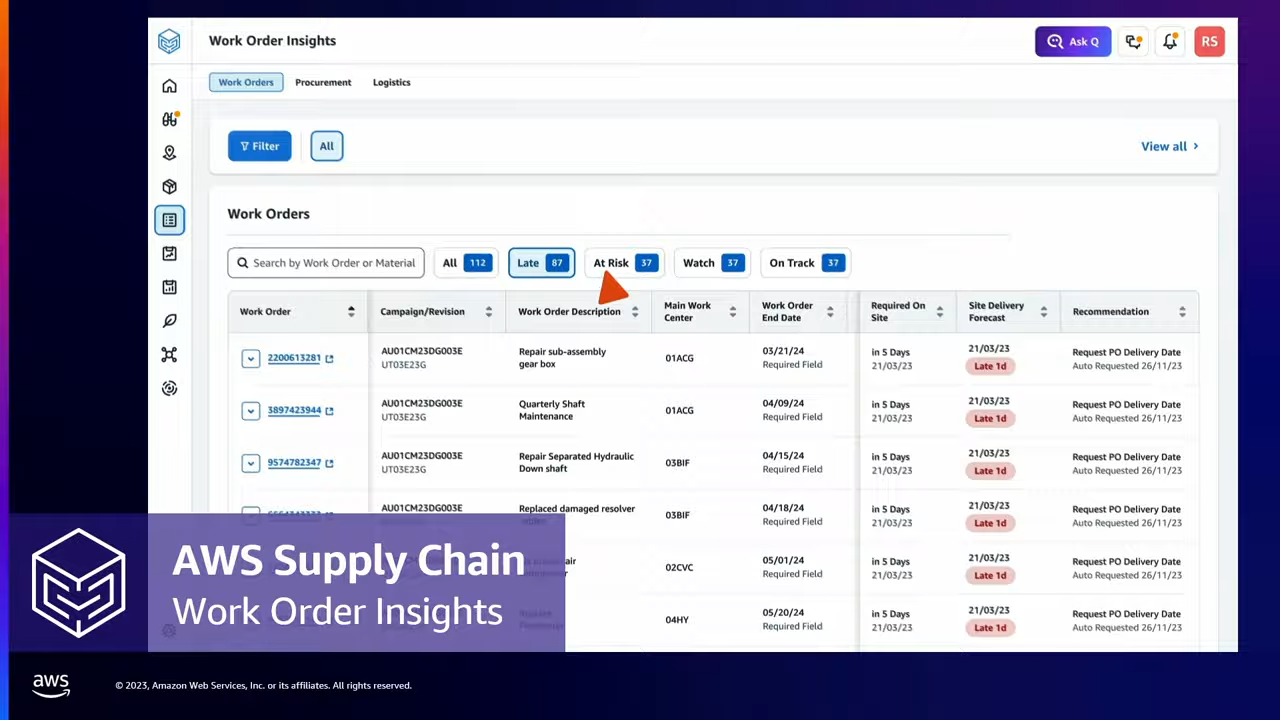 Work Order Insights
Ask Q
RS
Work Orders Procurement Logistics
Filter All View all
Work Orders
Search by Work Order or Material All 112 Late 87 At Risk 37 Watch 37 On Track 37
Work Order Campaign/Revision Work Order Description Main Work Center Work Order End Date Required On Site Site Delivery Forecast Recommendation
2200613281 AU01CM23DG003E UT03E23G Repair sub-assembly gear box 01ACG 03/21/24 Required Field in 5 Days 21/03/23 21/03/23 Late 1d Request PO Delivery Date Auto Requested 26/11/23
3897423944 AU01CM23DG003E UT03E23G Quarterly Shaft Maintenance 01ACG 04/09/24 Required Field in 5 Days 21/03/23 21/03/23 Late 1d Request PO Delivery Date Auto Requested 26/11/23
9574782347 AU01CM23DG003E UT03E23G Repair Separated Hydraulic Down shaft 03BIF 04/15/24 Required Field in 5 Days 21/03/23 21/03/23 Late 1d Request PO Delivery Date Auto Requested 26/11/23
AU01CM23DG003E Replaced damaged resolver 03BIF 04/18/24 Required Field in 5 Days 21/03/23 21/03/23 Late 1d Request PO Delivery Date Auto Requested 26/11/23
02CVC 05/01/24 Required Field in 5 Days 21/03/23 21/03/23 Late 1d Request PO Delivery Date Auto Requested 26/11/23
04HY 05/20/24 Required Field in 5 Days 21/03/23 21/03/23 Late 1d Request PO Delivery Date Auto Requested 26/11/23
AWS Supply Chain
Work Order Insights
aws
© 2023, Amazon Web Services, Inc. or its affiliates. All rights reserved.